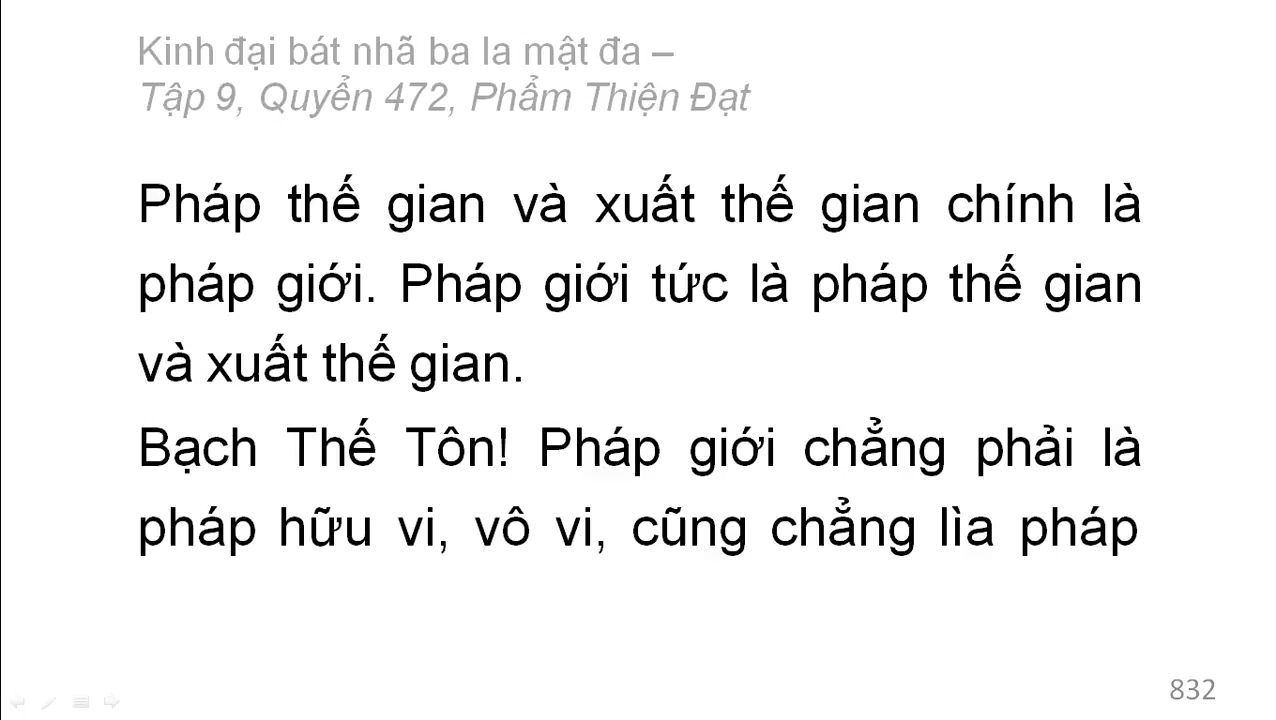 Kinh đại bát nhã ba la mật đa –
Tập 9, Quyển 472, Phẩm Thiện Đạt
Pháp thế gian và xuất thế gian chính là
pháp giới. Pháp giới tức là pháp thế gian
và xuất thế gian.
Bạch Thế Tôn! Pháp giới chẳng phải là
pháp hữu vi, vô vi, cũng chẳng lìa pháp
832